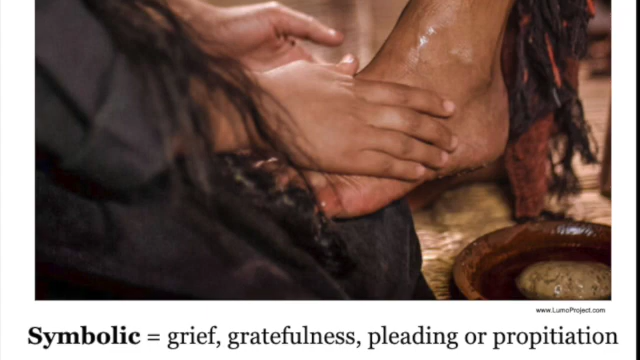 www.LumoProject.com
Symbolic = grief, gratefulness, pleading or propitiation